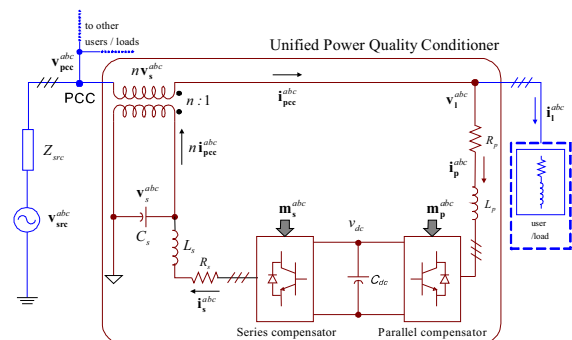 to other
users / loads
Unified Power Quality Conditioner
v_pcc^abc
n v_s^abc
PCC
n : 1
i_pcc^abc
v_l^abc
i_l^abc
Z_src
n i_pcc^abc
R_p
i_p^abc
L_p
v_s^abc
C_s
m_s^abc
v_dc
m_p^abc
user
/load
v_src^abc
L_s
R_s
C_dc
i_s^abc
Series compensator
Parallel compensator